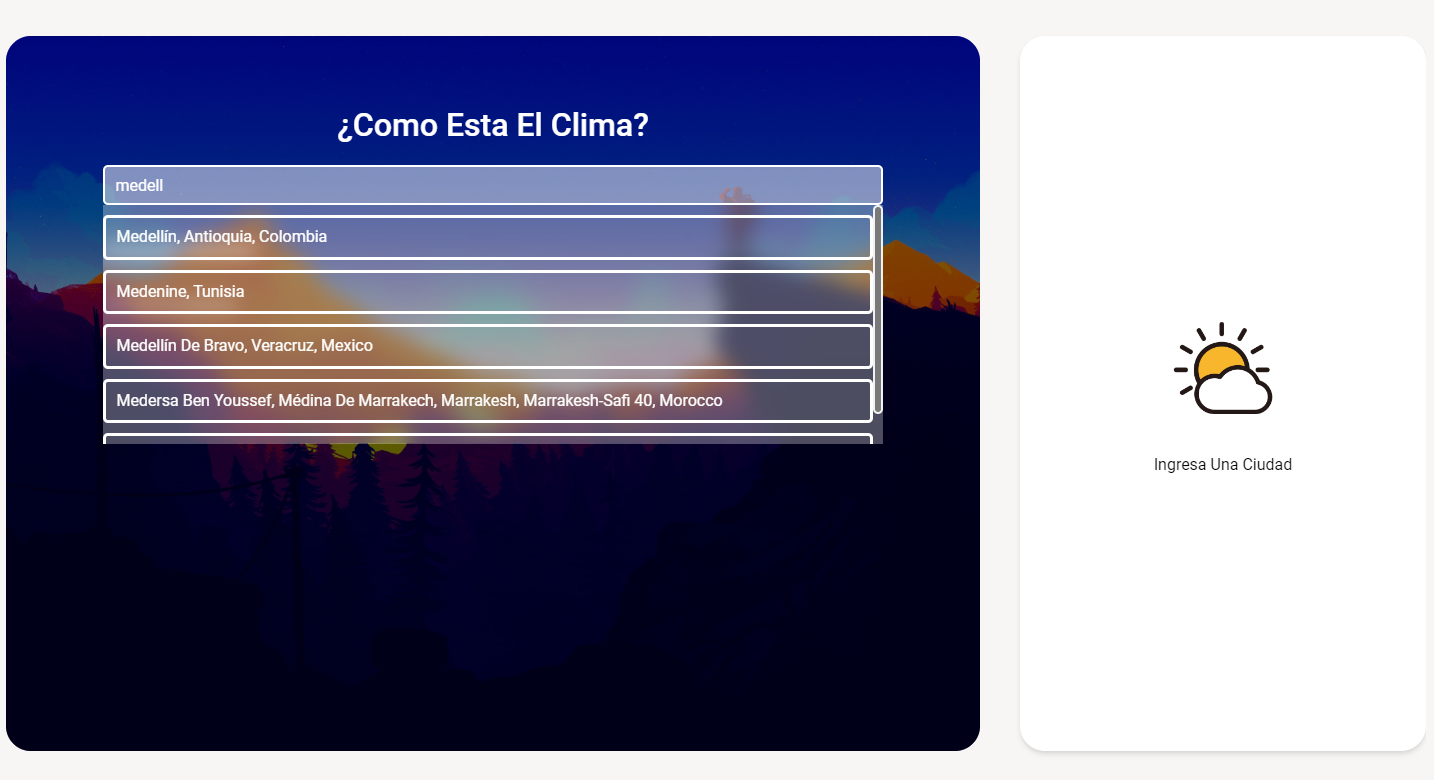 ¿Como Esta El Clima?
medell
Medellín, Antioquia, Colombia
Medenine, Tunisia
Medellín De Bravo, Veracruz, Mexico
Medersa Ben Youssef, Médina De Marrakech, Marrakesh, Marrakesh-Safi 40, Morocco
Ingresa Una Ciudad